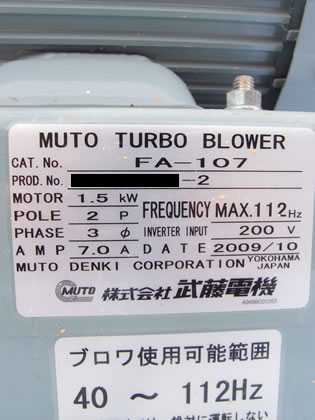 MUTO TURBO BLOWER
CAT. No. FA-107
PROD. No. -2
MOTOR 1.5 kW
POLE 2 P FREQUENCY MAX.112Hz
PHASE 3 ø INVERTER INPUT 200 V
AMP 7.0 A DATE 2009/10
MUTO DENKI CORPORATION YOKOHAMA JAPAN
MUTO 株式会社 武藤電機
ブロワ使用可能範囲
40 ～ 112Hz